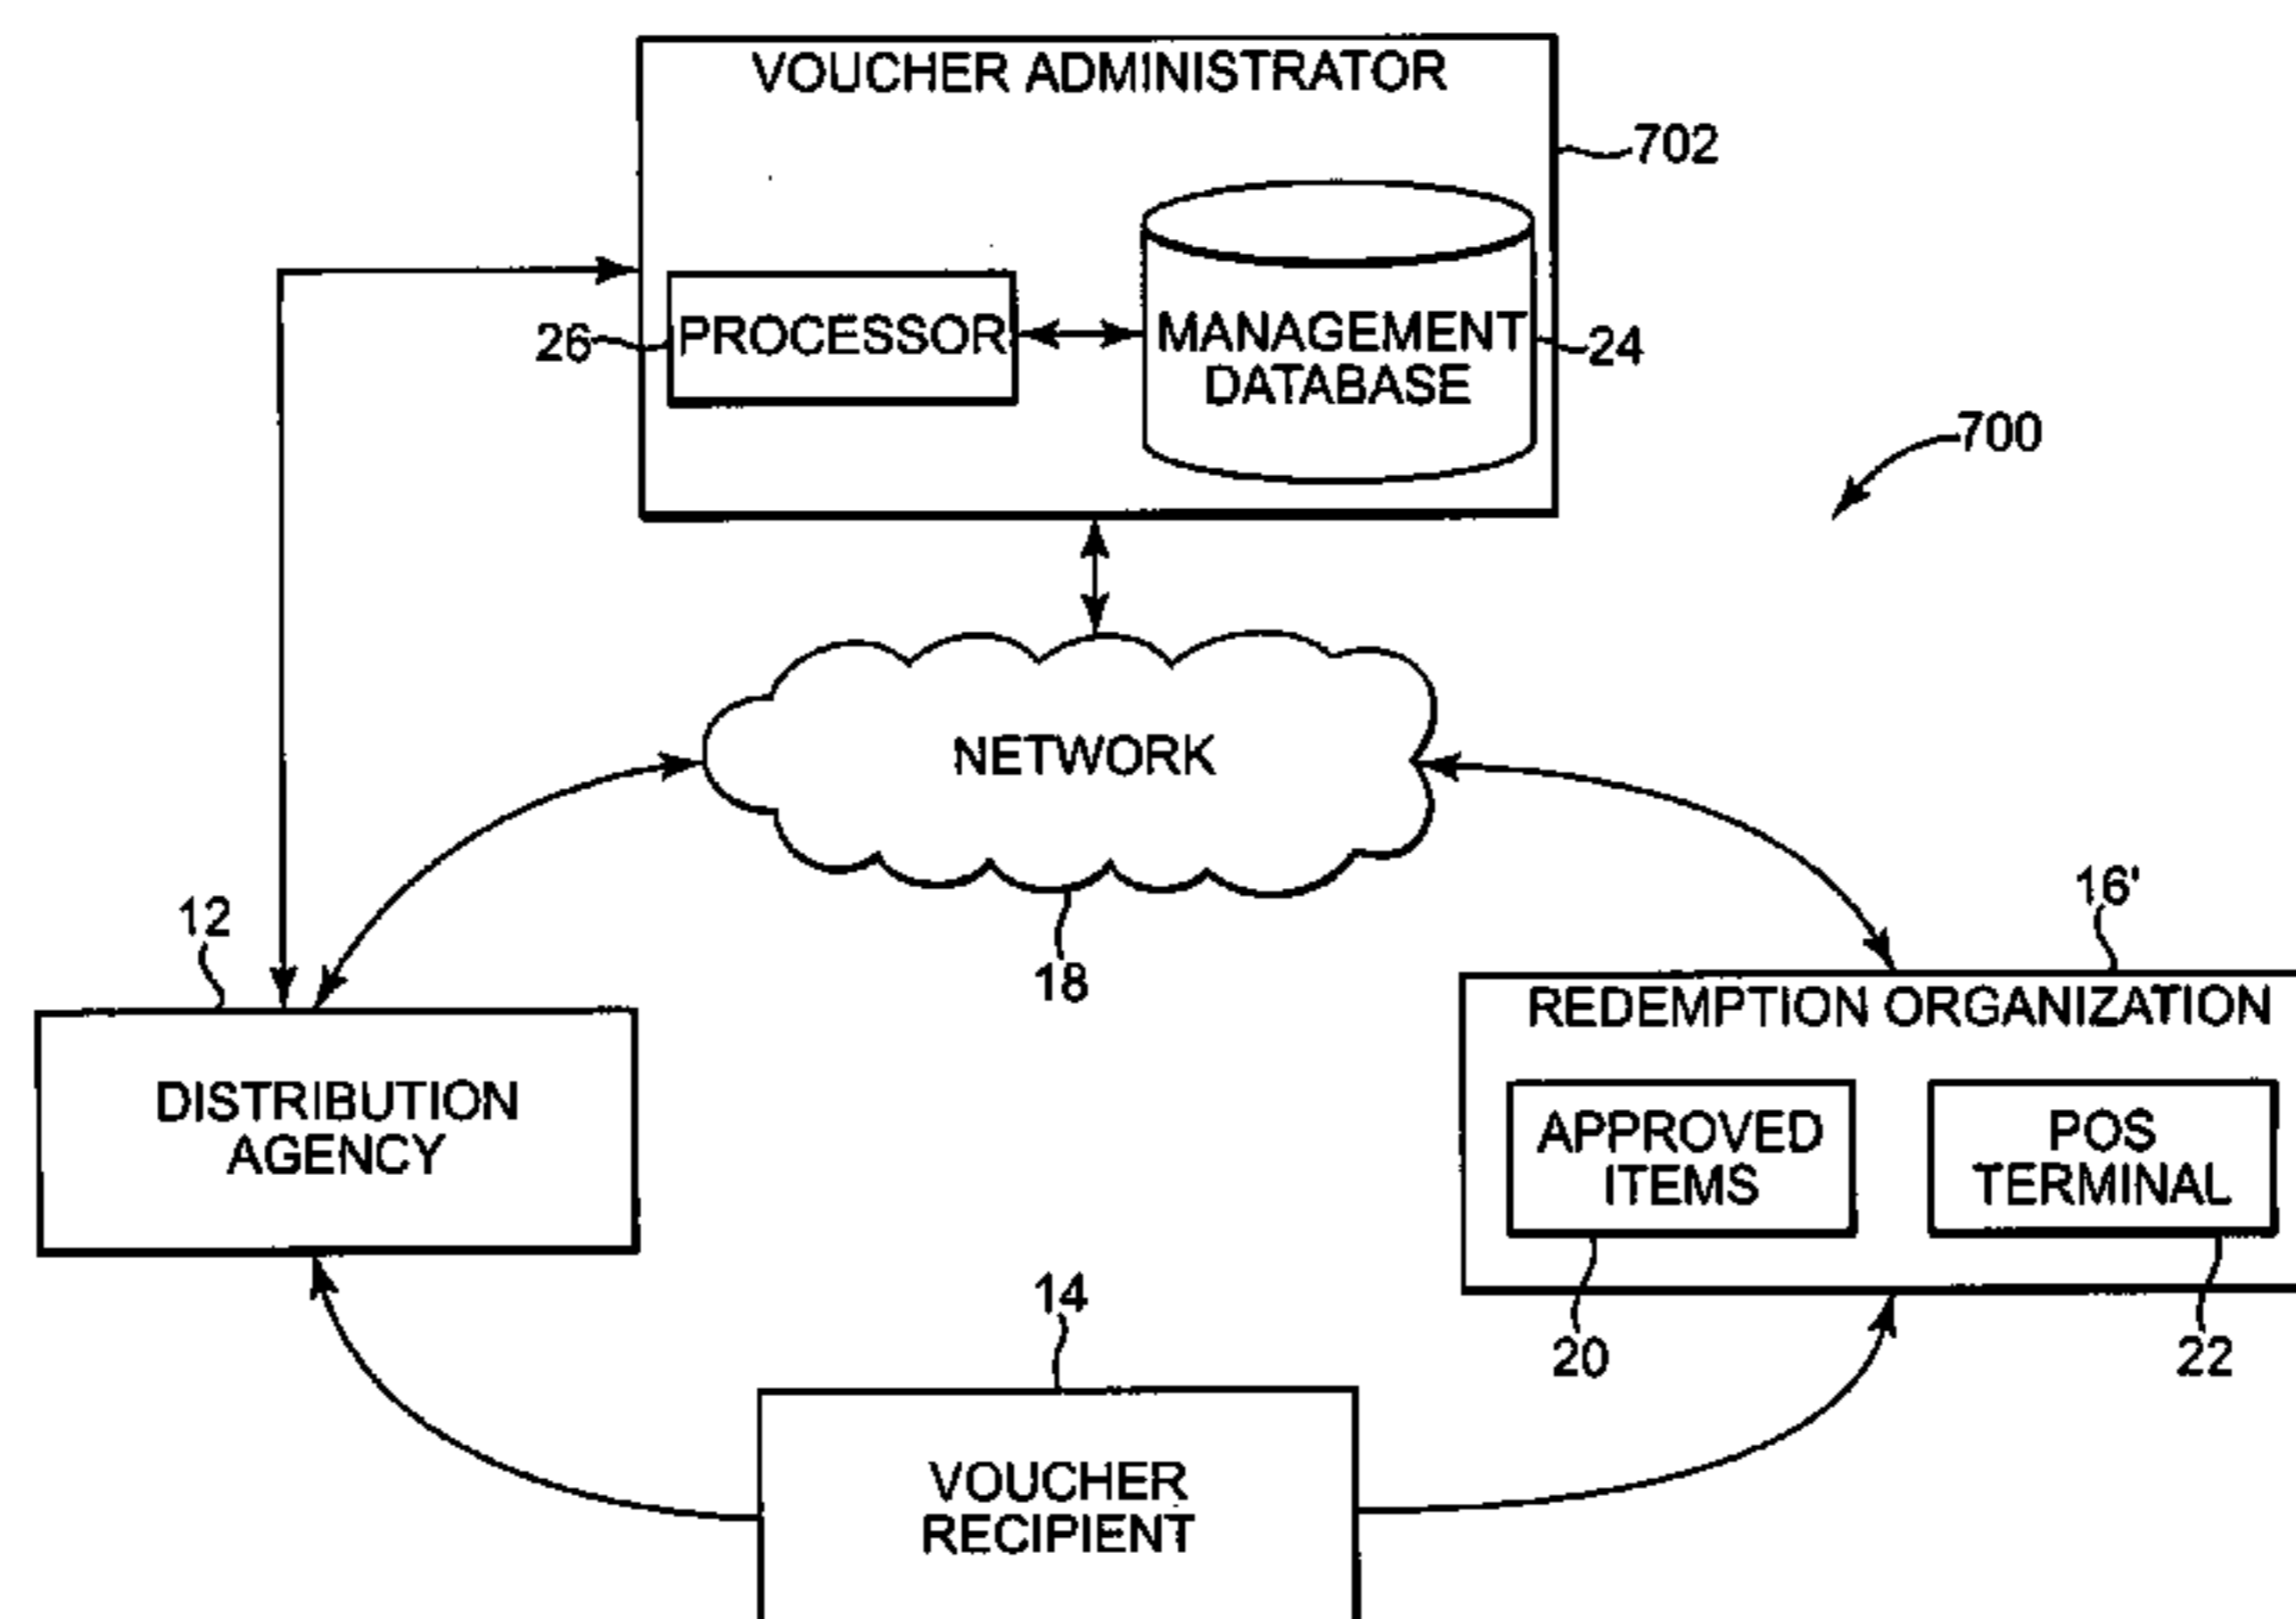 VOUCHER ADMINISTRATOR
702
26
PROCESSOR
MANAGEMENT
DATABASE
24
700
NETWORK
18
12
DISTRIBUTION
AGENCY
16'
REDEMPTION ORGANIZATION
APPROVED
ITEMS
POS
TERMINAL
20
22
14
VOUCHER
RECIPIENT